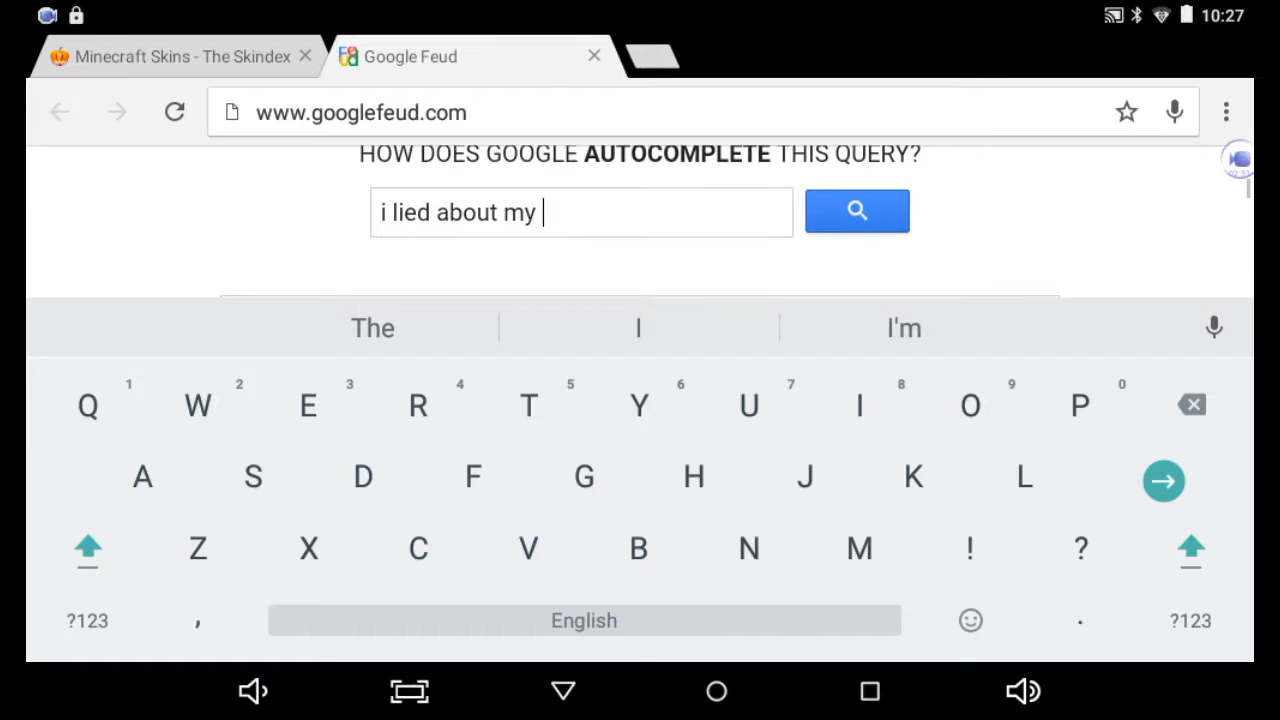 10:27
Minecraft Skins - The Skindex
Google Feud
www.googlefeud.com
HOW DOES GOOGLE AUTOCOMPLETE THIS QUERY?
i lied about my
The I I'm
1 2 3 4 5 6 7 8 9 0
Q W E R T Y U I O P
A S D F G H J K L
Z X C V B N M ! ?
?123 , English . ?123